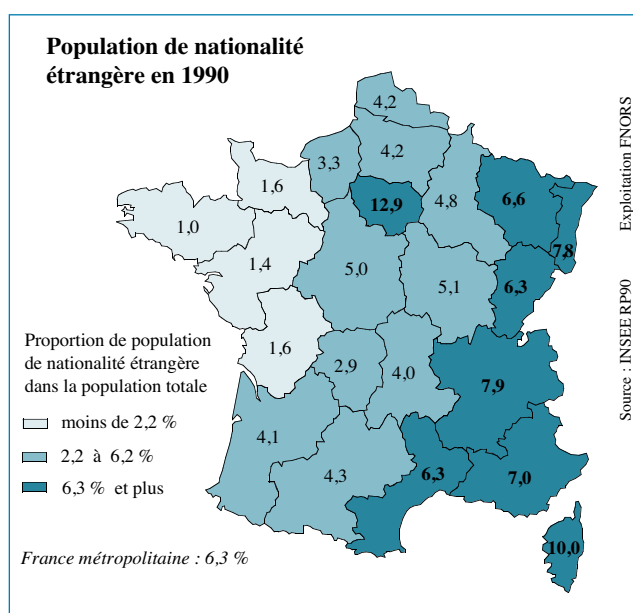 Population de nationalité
étrangère en 1990
4,2
3,3
4,2
1,6
12,9
4,8
6,6
1,0
7,8
1,4
5,0
5,1
6,3
1,6
2,9
4,0
7,9
4,1
4,3
6,3
7,0
10,0
Proportion de population
de nationalité étrangère
dans la population totale
moins de 2,2 %
2,2 à 6,2 %
6,3 % et plus
France métropolitaine : 6,3 %
Exploitation FNORS
Source : INSEE RP90